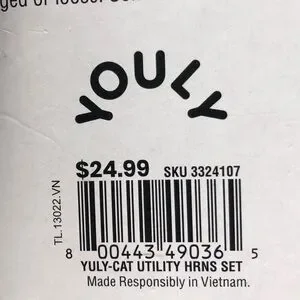 YOULY
$24.99 SKU 3324107
TL.13022.VN
8 00443 49036 5
YULY-CAT UTILITY HRNS SET
Made Responsibly in Vietnam.